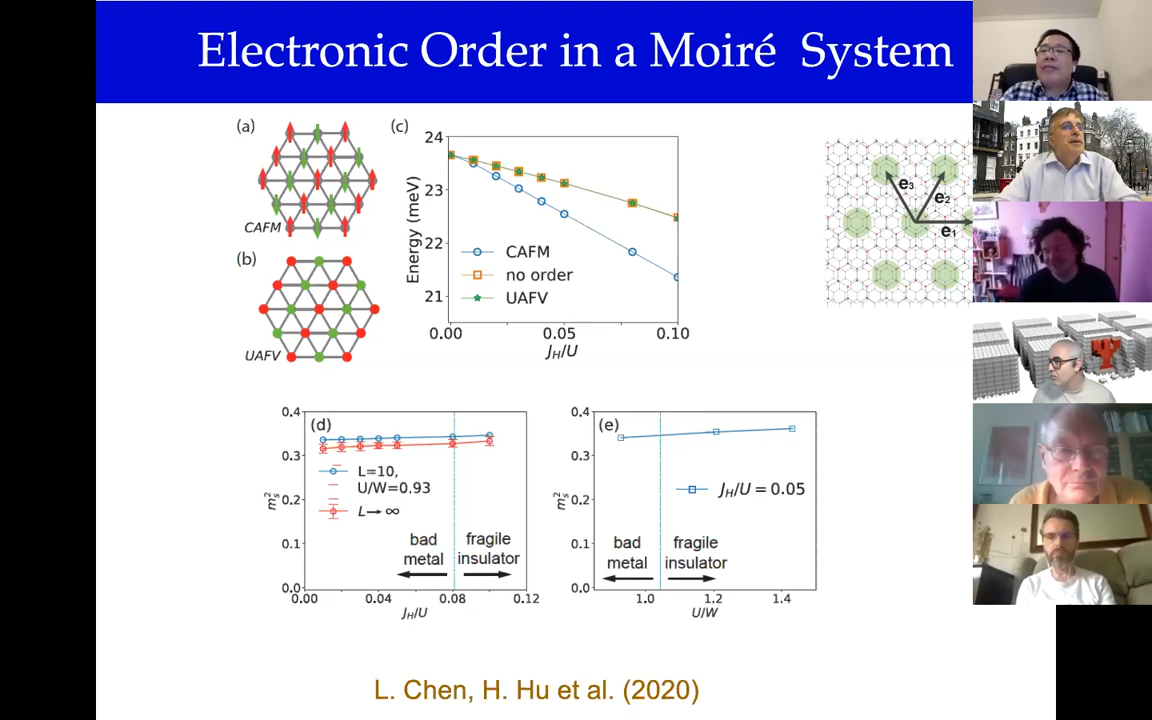 Electronic Order in a Moiré System
(a)
CAFM
(b)
UAFV
(c)
24
23
22
21
Energy (meV)
CAFM
no order
UAFV
0.00
0.05
0.10
J_H/U
e₃
e₂
e₁
(d)
0.4
0.3
0.2
0.1
0.0
m_s²
L=10,
U/W=0.93
L→∞
bad
metal
fragile
insulator
0.00
0.04
0.08
0.12
J_H/U
(e)
0.4
0.3
0.2
0.1
0.0
m_s²
J_H/U = 0.05
bad
metal
fragile
insulator
1.0
1.2
1.4
U/W
L. Chen, H. Hu et al. (2020)